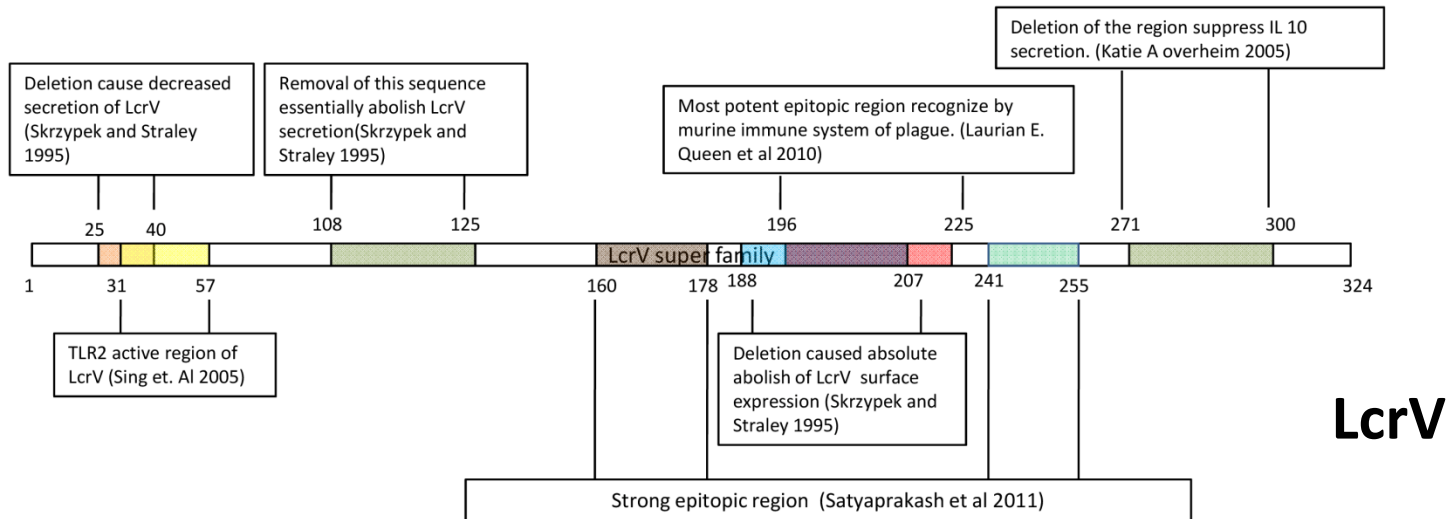 Deletion of the region suppress IL 10
secretion. (Katie A overheim 2005)
Deletion cause decreased
secretion of LcrV
(Skrzypek and Straley
1995)
Removal of this sequence
essentially abolish LcrV
secretion(Skrzypek and
Straley 1995)
Most potent epitopic region recognize by
murine immune system of plague. (Laurian E.
Queen et al 2010)
25 40 108 125 196 225 271 300
LcrV super family
1 31 57 160 178 188 207 241 255 324
TLR2 active region of
LcrV (Sing et. Al 2005)
Deletion caused absolute
abolish of LcrV surface
expression (Skrzypek and
Straley 1995)
LcrV
Strong epitopic region (Satyaprakash et al 2011)